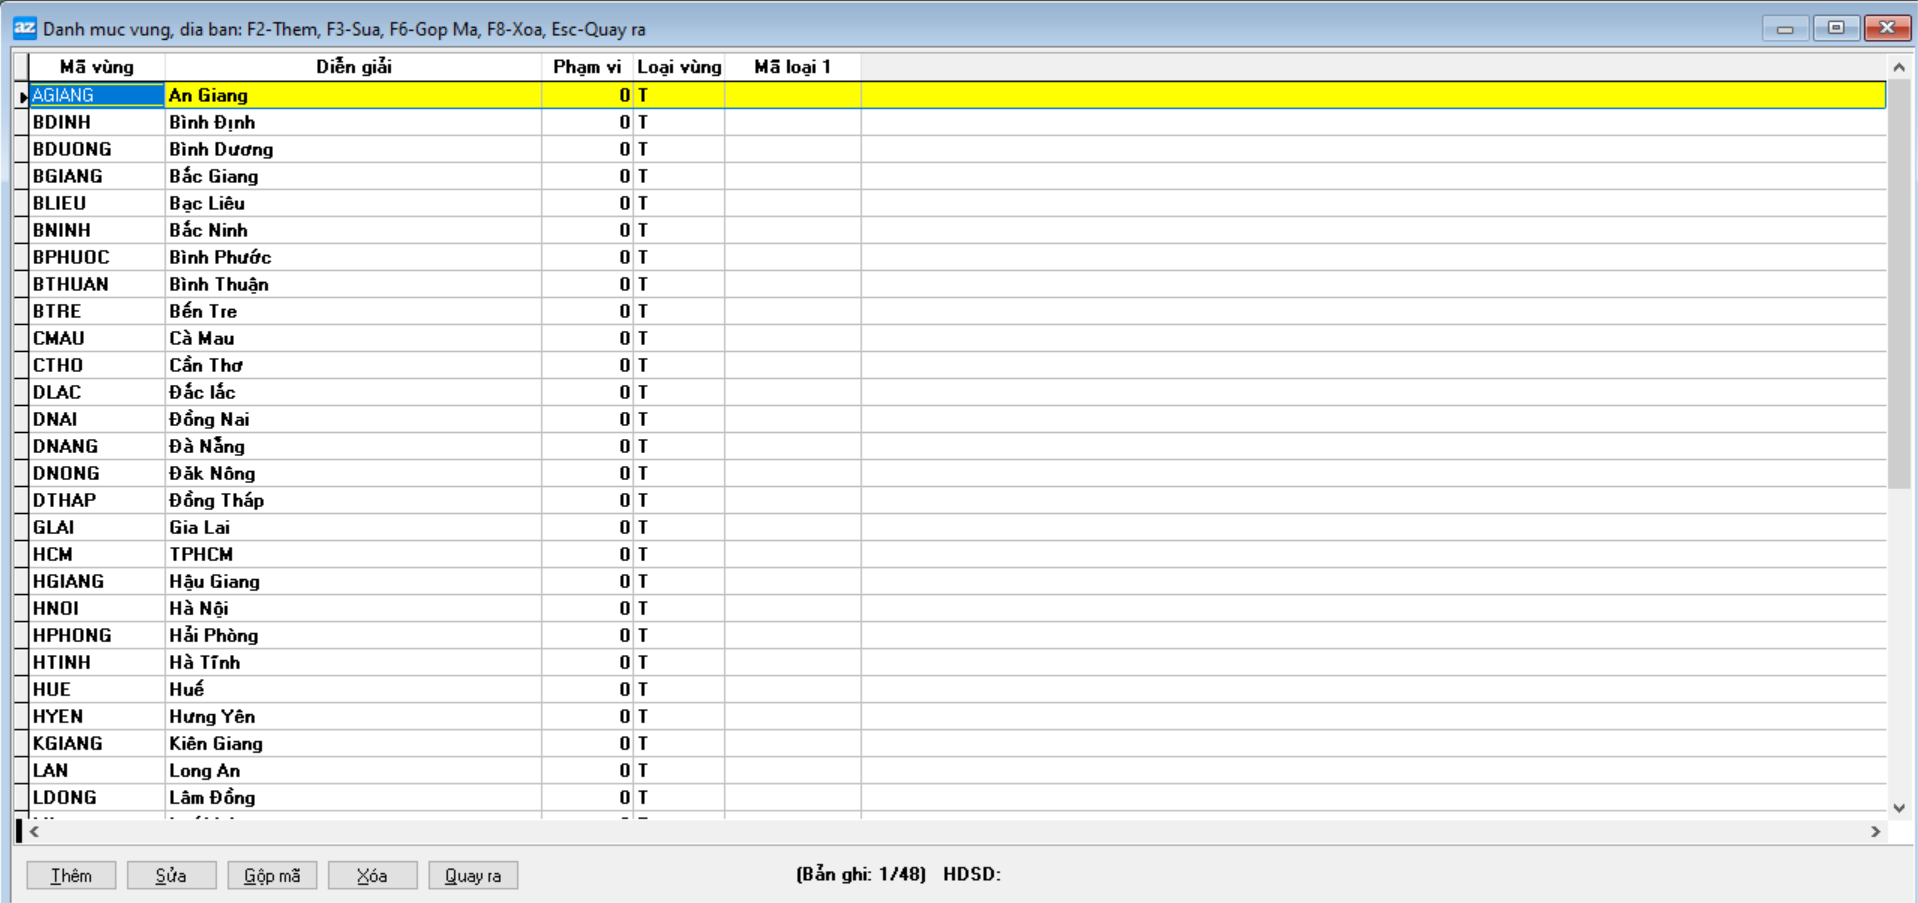 az Danh muc vung, dia ban: F2-Them, F3-Sua, F6-Gop Ma, F8-Xoa, Esc-Quay ra
Mã vùng Diễn giải Phạm vi Loại vùng Mã loại 1
AGIANG An Giang 0 T
BDINH Bình Định 0 T
BDUONG Bình Dương 0 T
BGIANG Bắc Giang 0 T
BLIEU Bạc Liêu 0 T
BNINH Bắc Ninh 0 T
BPHUOC Bình Phước 0 T
BTHUAN Bình Thuận 0 T
BTRE Bến Tre 0 T
CMAU Cà Mau 0 T
CTHO Cần Thơ 0 T
DLAC Đắc lắc 0 T
DNAI Đồng Nai 0 T
DNANG Đà Nẵng 0 T
DNONG Đăk Nông 0 T
DTHAP Đồng Tháp 0 T
GLAI Gia Lai 0 T
HCM TPHCM 0 T
HGIANG Hậu Giang 0 T
HNOI Hà Nội 0 T
HPHONG Hải Phòng 0 T
HTINH Hà Tĩnh 0 T
HUE Huế 0 T
HYEN Hưng Yên 0 T
KGIANG Kiên Giang 0 T
LAN Long An 0 T
LDONG Lâm Đồng 0 T
Thêm Sửa Gộp mã Xóa Quay ra (Bản ghi: 1/48) HDSD: